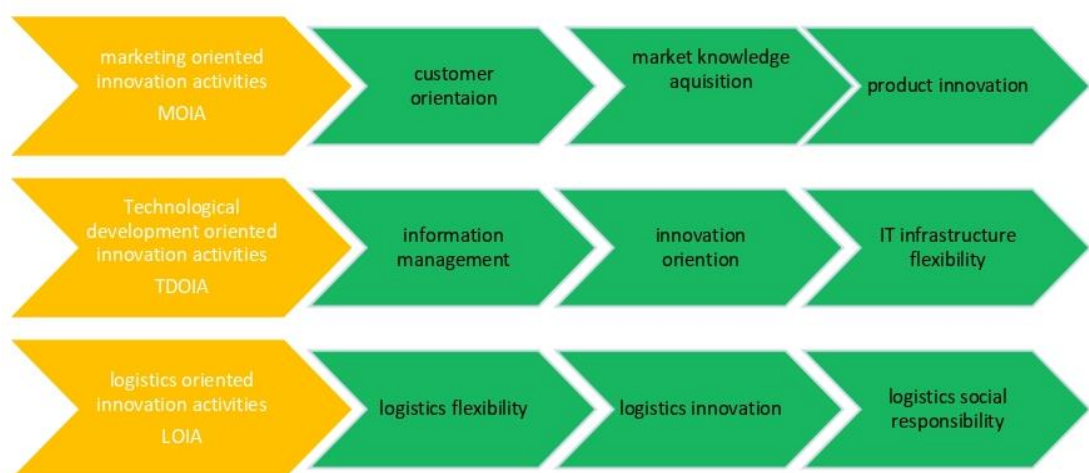 marketing oriented
innovation activities
MOIA
customer
orientaion
market knowledge
aquisition
product innovation
Technological
development oriented
innovation activities
TDOIA
information
management
innovation
oriention
IT infrastructure
flexibility
logistics oriented
innovation activities
LOIA
logistics flexibility
logistics innovation
logistics social
responsibility